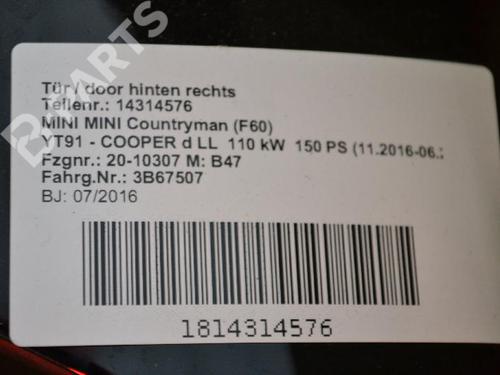 B-PARTS
Tür / door hinten rechts
Teilenr.: 14314576
MINI MINI Countryman (F60)
YT91 - COOPER d LL 110 kW 150 PS (11.2016-06.
Fzgnr.: 20-10307 M: B47
Fahrg.Nr.: 3B67507
BJ: 07/2016
1814314576